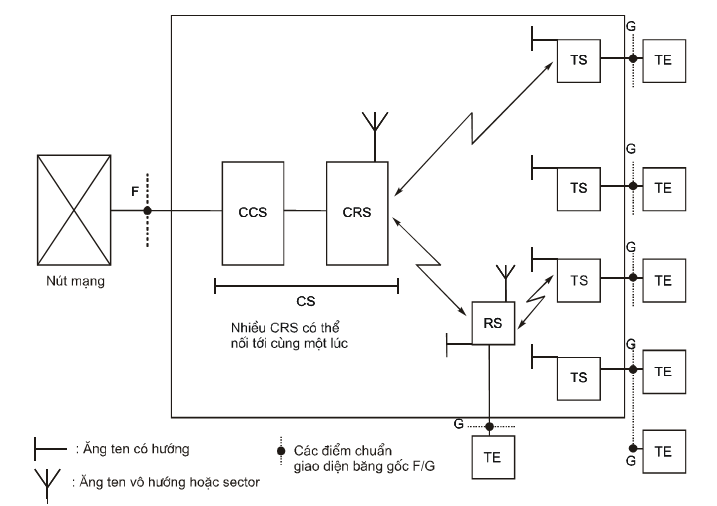 G
TS
TE
G
TS
TE
F
CCS
CRS
Nút mạng
CS
Nhiều CRS có thể
nối tới cùng một lúc
G
TS
TE
RS
G
TS
TE
G
TE
G
TE
: Ăng ten có hướng
: Ăng ten vô hướng hoặc sector
Các điểm chuẩn
giao diện băng gốc F/G